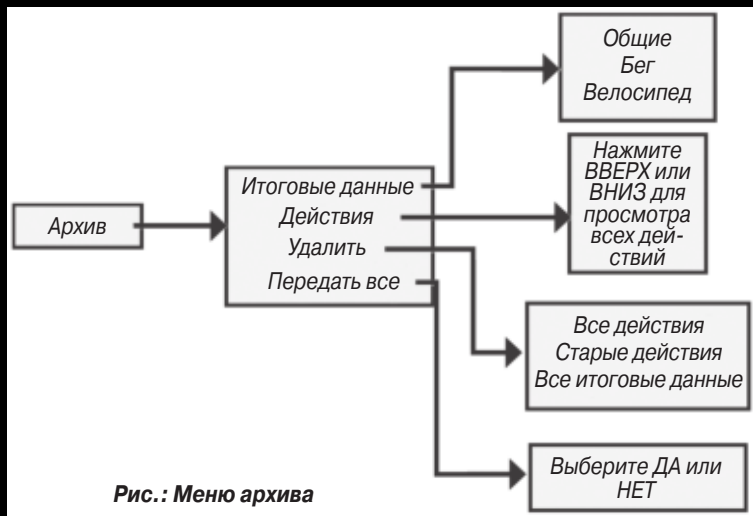 Архив
Итоговые данные
Действия
Удалить
Передать все
Общие
Бег
Велосипед
Нажмите
ВВЕРХ или
ВНИЗ для
просмотра
всех дей-
ствий
Все действия
Старые действия
Все итоговые данные
Выберите ДА или
НЕТ
Рис.: Меню архива